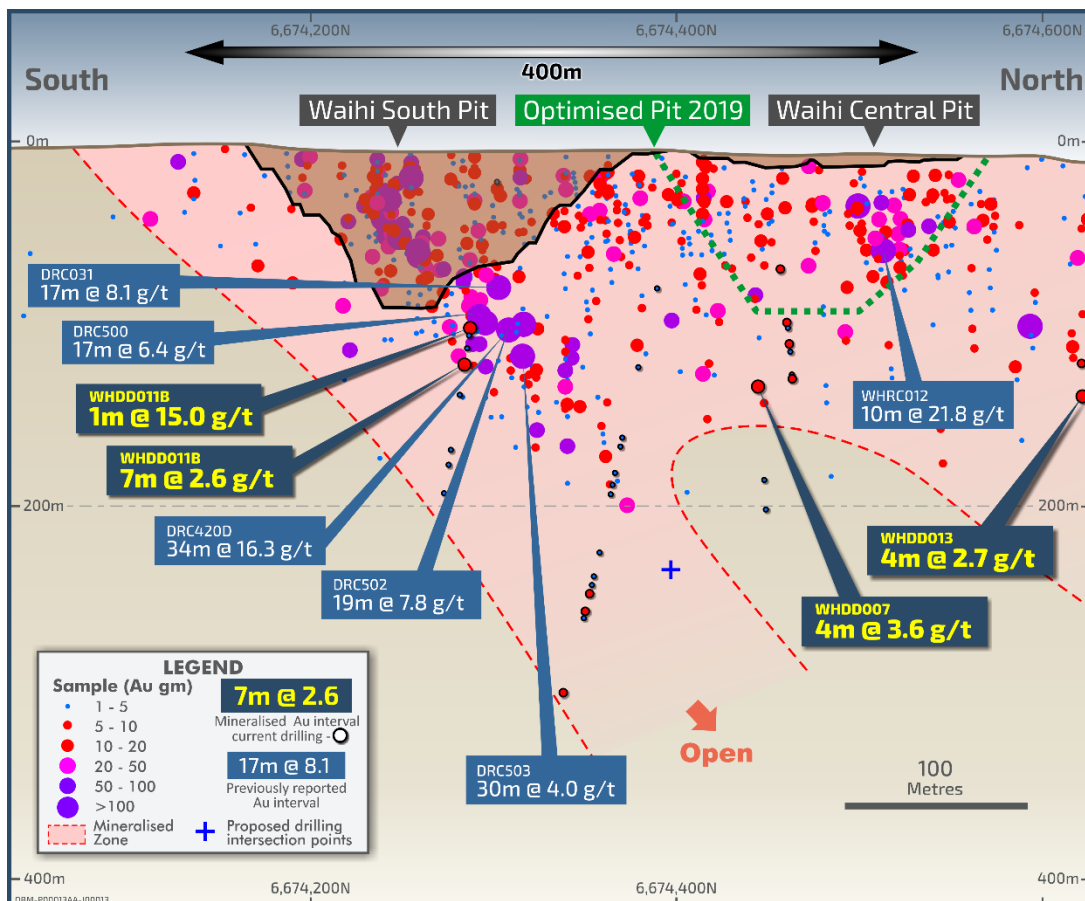 6,674,200N
6,674,400N
6,674,600N
400m
South
North
Waihi South Pit
Optimised Pit 2019
Waihi Central Pit
0m
0m
DRC031
17m @ 8.1 g/t
DRC500
17m @ 6.4 g/t
WHDD011B
1m @ 15.0 g/t
WHDD011B
7m @ 2.6 g/t
WHRC012
10m @ 21.8 g/t
200m
200m
DRC420D
34m @ 16.3 g/t
DRC502
19m @ 7.8 g/t
WHDD013
4m @ 2.7 g/t
WHDD007
4m @ 3.6 g/t
LEGEND
Sample (Au gm)
1 - 5
5 - 10
10 - 20
20 - 50
50 - 100
>100
Mineralised
Zone
7m @ 2.6
Mineralised Au interval
current drilling -
17m @ 8.1
Previously reported
Au interval
+ Proposed drilling
intersection points
DRC503
30m @ 4.0 g/t
Open
100
Metres
400m
6,674,200N
6,674,400N
400m